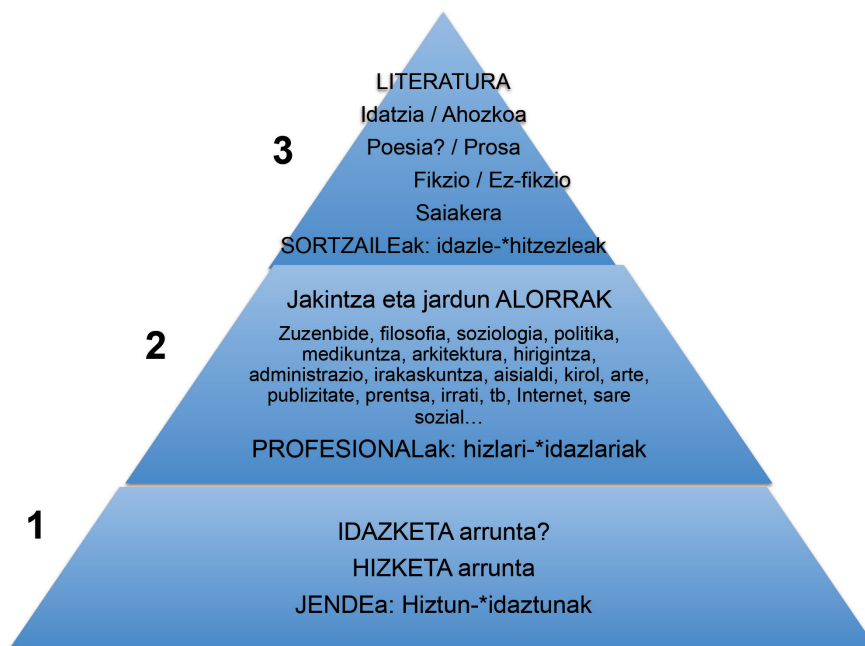 LITERATURA
Idatzia / Ahozkoa
3
Poesia? / Prosa
Fikzio / Ez-fikzio
Saiakera
SORTZAILEak: idazle-*hitzezleak
Jakintza eta jardun ALORRAK
2
Zuzenbide, filosofia, soziologia, politika,
medikuntza, arkitektura, hirigintza,
administrazio, irakaskuntza, aisialdi, kirol, arte,
publizitate, prentsa, irrati, tb, Internet, sare
sozial...
PROFESIONALak: hizlari-*idazlariak
1
IDAZKETA arrunta?
HIZKETA arrunta
JENDEa: Hiztun-*idaztunak